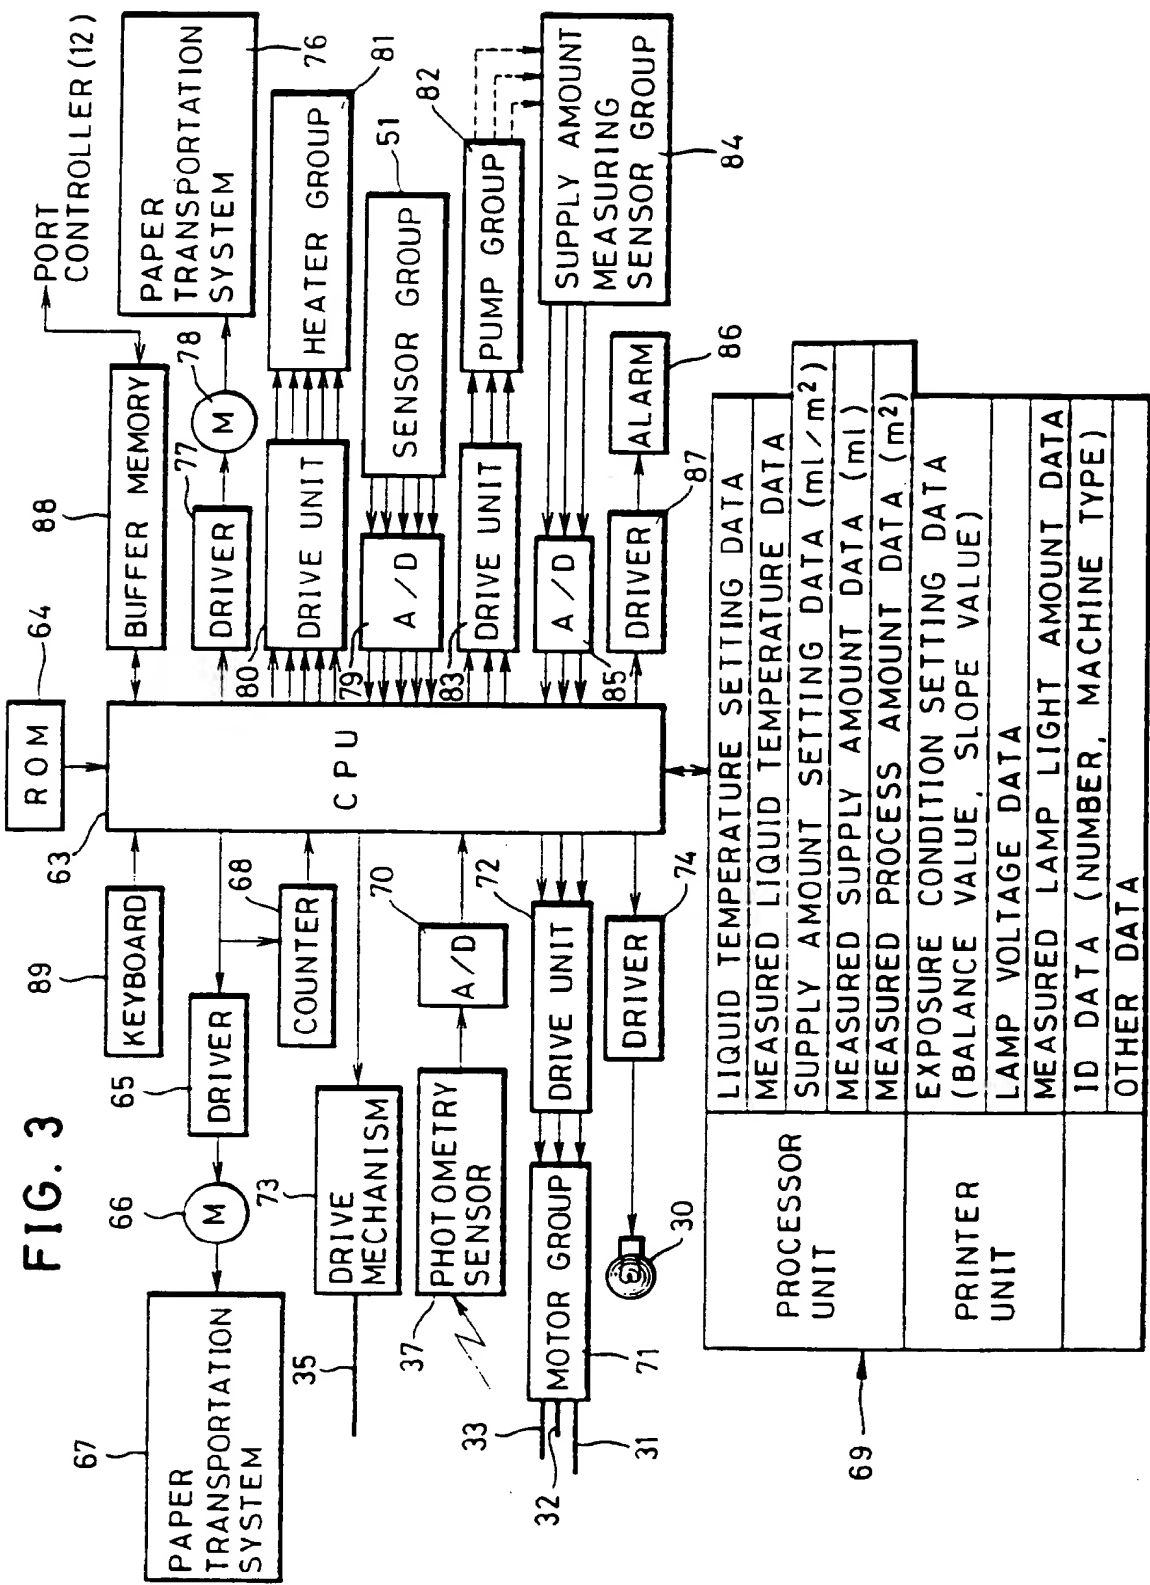 FIG. 3
ROM
64
63
CPU
PORT
CONTROLLER (12)
88
BUFFER MEMORY
89
KEYBOARD
67
PAPER
TRANSPORTATION
SYSTEM
66
M
65
DRIVER
68
COUNTER
77
DRIVER
78
M
PAPER
TRANSPORTATION
SYSTEM
76
35
73
DRIVE
MECHANISM
80
DRIVE UNIT
HEATER GROUP
81
37
PHOTOMETRY
SENSOR
70
A/D
79
A/D
SENSOR GROUP
51
83
DRIVE UNIT
PUMP GROUP
82
33
32
31
MOTOR GROUP
71
72
DRIVE UNIT
85
A/D
SUPPLY AMOUNT
MEASURING
SENSOR GROUP
84
30
DRIVER
74
DRIVER
87
ALARM
86
69
PROCESSOR
UNIT
LIQUID TEMPERATURE SETTING DATA
MEASURED LIQUID TEMPERATURE DATA
SUPPLY AMOUNT SETTING DATA (ml/m²)
MEASURED SUPPLY AMOUNT DATA (ml)
MEASURED PROCESS AMOUNT DATA (m²)
PRINTER
UNIT
EXPOSURE CONDITION SETTING DATA
(BALANCE VALUE, SLOPE VALUE)
LAMP VOLTAGE DATA
MEASURED LAMP LIGHT AMOUNT DATA
ID DATA (NUMBER, MACHINE TYPE)
OTHER DATA